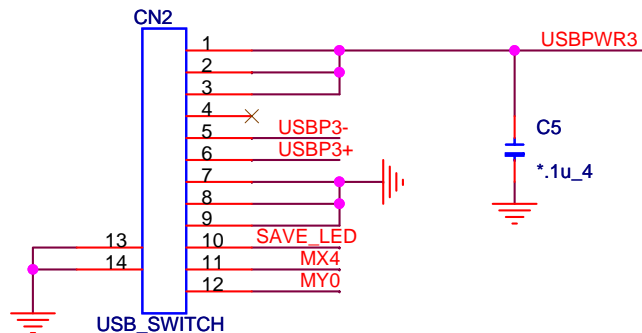 CN2
1
USBPWR3
2
3
4
C5
5
USBP3-
6
USBP3+
*.1u_4
7
8
9
13
10
SAVE_LED
14
11
MX4
12
MY0
USB_SWITCH